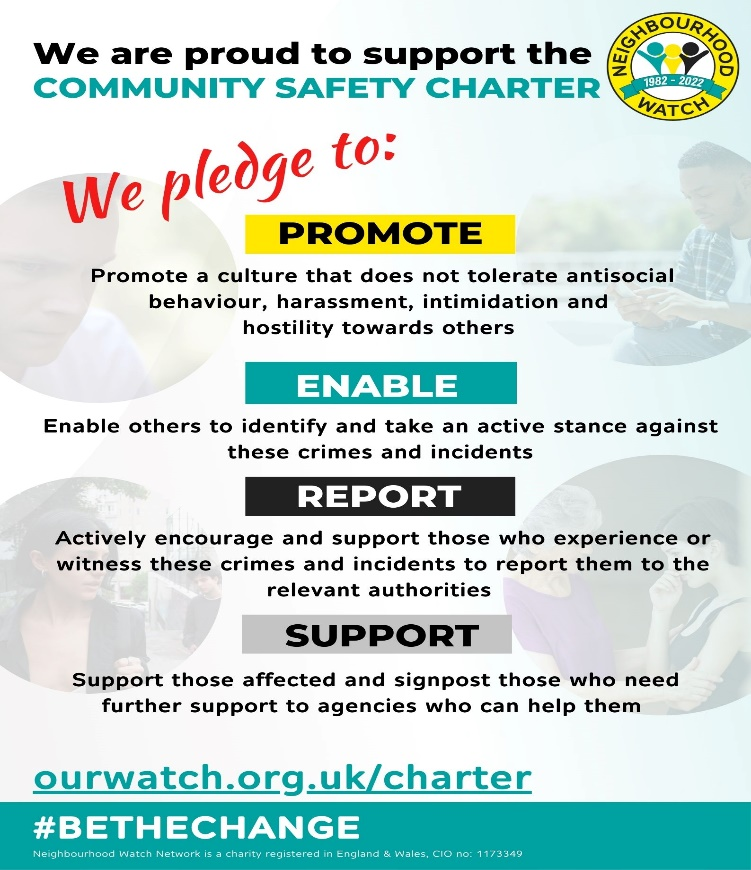 We are proud to support the
COMMUNITY SAFETY CHARTER
NEIGHBOURHOOD
1982 - 2022
WATCH
We pledge to:
PROMOTE
Promote a culture that does not tolerate antisocial
behaviour, harassment, intimidation and
hostility towards others
ENABLE
Enable others to identify and take an active stance against
these crimes and incidents
REPORT
Actively encourage and support those who experience or
witness these crimes and incidents to report them to the
relevant authorities
SUPPORT
Support those affected and signpost those who need
further support to agencies who can help them
ourwatch.org.uk/charter
#BETHECHANGE
Neighbourhood Watch Network is a charity registered in England & Wales, CIO no: 1173349